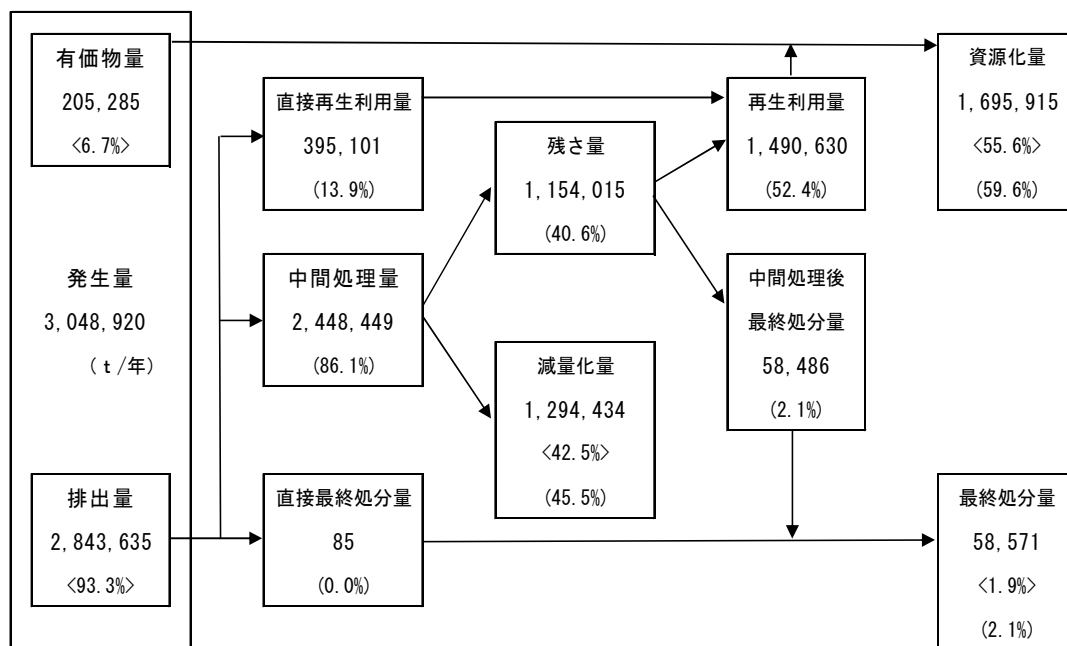 有価物量
205,285
<6.7%>
発生量
3,048,920
(t/年)
排出量
2,843,635
<93.3%>
直接再生利用量
395,101
(13.9%)
中間処理量
2,448,449
(86.1%)
直接最終処分量
85
(0.0%)
残さ量
1,154,015
(40.6%)
減量化量
1,294,434
<42.5%>
(45.5%)
再生利用量
1,490,630
(52.4%)
中間処理後
最終処分量
58,486
(2.1%)
資源化量
1,695,915
<55.6%>
(59.6%)
最終処分量
58,571
<1.9%>
(2.1%)